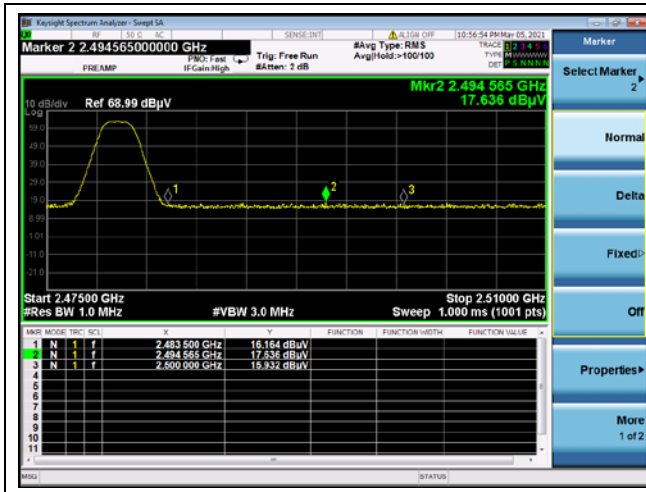 Keysight Spectrum Analyzer - Swept SA
RF 50 Ω AC SENSE:INT ALIGN OFF 10:56:54 PM May 05, 2021
Marker 2 2.494565000000 GHz #Avg Type: RMS TRACE 1 2 3 4 5 6
PNO: Fast Trig: Free Run Avg|Hold:>100/100 TYPE M WWWWW
PREAMP IFGain:High #Atten: 2 dB DET P S N N N N
Mkr2 2.494 565 GHz
10 dB/div Ref 68.99 dBµV 17.636 dBµV
Log
59.0
49.0
39.0
29.0
19.0
8.99
-1.01
-11.0
-21.0
1
2
3
Start 2.47500 GHz Stop 2.51000 GHz
#Res BW 1.0 MHz #VBW 3.0 MHz Sweep 1.000 ms (1001 pts)
MKR MODE TRC SCL X Y FUNCTION FUNCTION WIDTH FUNCTION VALUE
1 N 1 f 2.483 500 GHz 16.164 dBµV
2 N 1 f 2.494 565 GHz 17.636 dBµV
3 N 1 f 2.500 000 GHz 15.932 dBµV
4
5
6
7
8
9
10
11
MSG STATUS
Marker
Select Marker
2
Normal
Delta
Fixed
Off
Properties
More
1 of 2